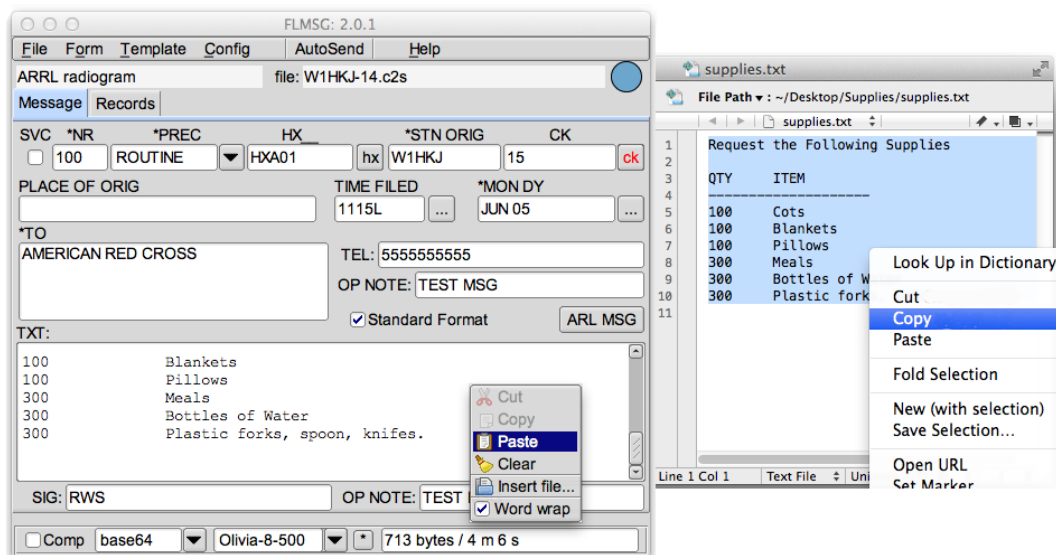 FLMSG: 2.0.1
File Form Template Config AutoSend Help
ARRL radiogram file: W1HKJ-14.c2s
Message Records
SVC *NR *PREC HX__ *STN ORIG CK
100 ROUTINE HXA01 hx W1HKJ 15 ck
PLACE OF ORIG TIME FILED *MON DY
1115L ... JUN 05 ...
*TO
AMERICAN RED CROSS
TEL: 5555555555
OP NOTE: TEST MSG
Standard Format ARL MSG
TXT:
100 Blankets
100 Pillows
300 Meals
300 Bottles of Water
300 Plastic forks, spoon, knifes.
Cut
Copy
Paste
Clear
Insert file...
Word wrap
SIG: RWS OP NOTE: TEST
Comp base64 Olivia-8-500 * 713 bytes / 4 m 6 s
supplies.txt
File Path : ~/Desktop/Supplies/supplies.txt
supplies.txt
1 Request the Following Supplies
2
3 QTY ITEM
4 --------------------
5 100 Cots
6 100 Blankets
7 100 Pillows
8 300 Meals
9 300 Bottles of W
10 300 Plastic fork
11
Look Up in Dictionary
Cut
Copy
Paste
Fold Selection
New (with selection)
Save Selection...
Open URL
Set Marker
Line 1 Col 1 Text File Uni